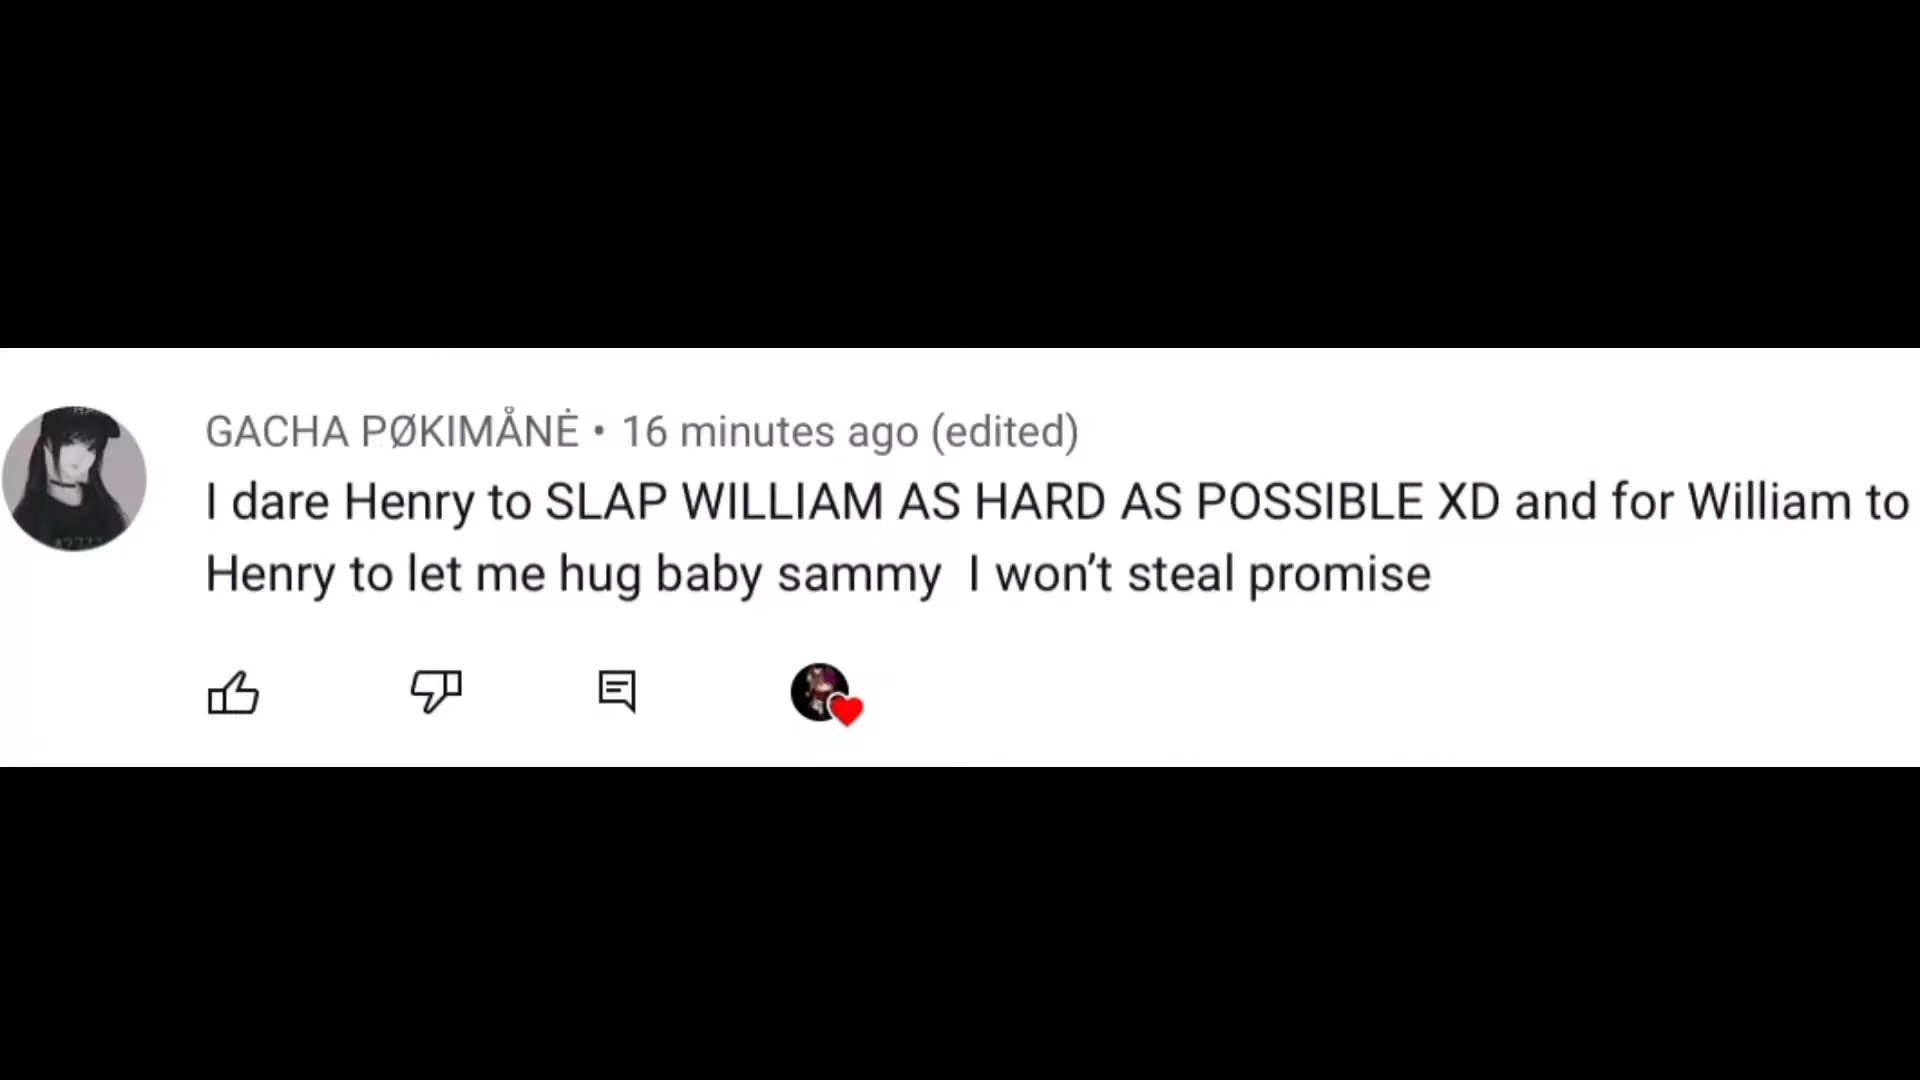 GACHA PØKIMÅNĖ • 16 minutes ago (edited)
I dare Henry to SLAP WILLIAM AS HARD AS POSSIBLE XD and for William to
Henry to let me hug baby sammy  I won’t steal promise